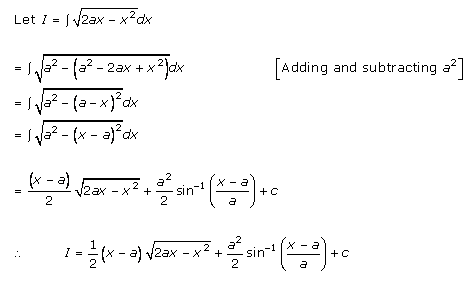 Let I = ∫√(2ax − x²)dx
= ∫√(a² − (a² − 2ax + x²))dx [Adding and subtracting a²]
= ∫√(a² − (a − x)²)dx
= ∫√(a² − (x − a)²)dx
= (x − a)/2 √(2ax − x²) + a²/2 sin⁻¹((x − a)/a) + c
∴ I = 1/2 (x − a) √(2ax − x²) + a²/2 sin⁻¹((x − a)/a) + c